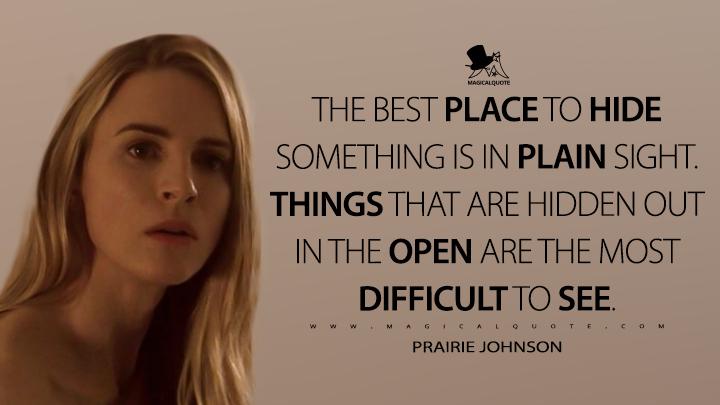 MAGICALQUOTE
THE BEST PLACE TO HIDE
SOMETHING IS IN PLAIN SIGHT.
THINGS THAT ARE HIDDEN OUT
IN THE OPEN ARE THE MOST
DIFFICULT TO SEE.
WWW.MAGICALQUOTE.COM
PRAIRIE JOHNSON